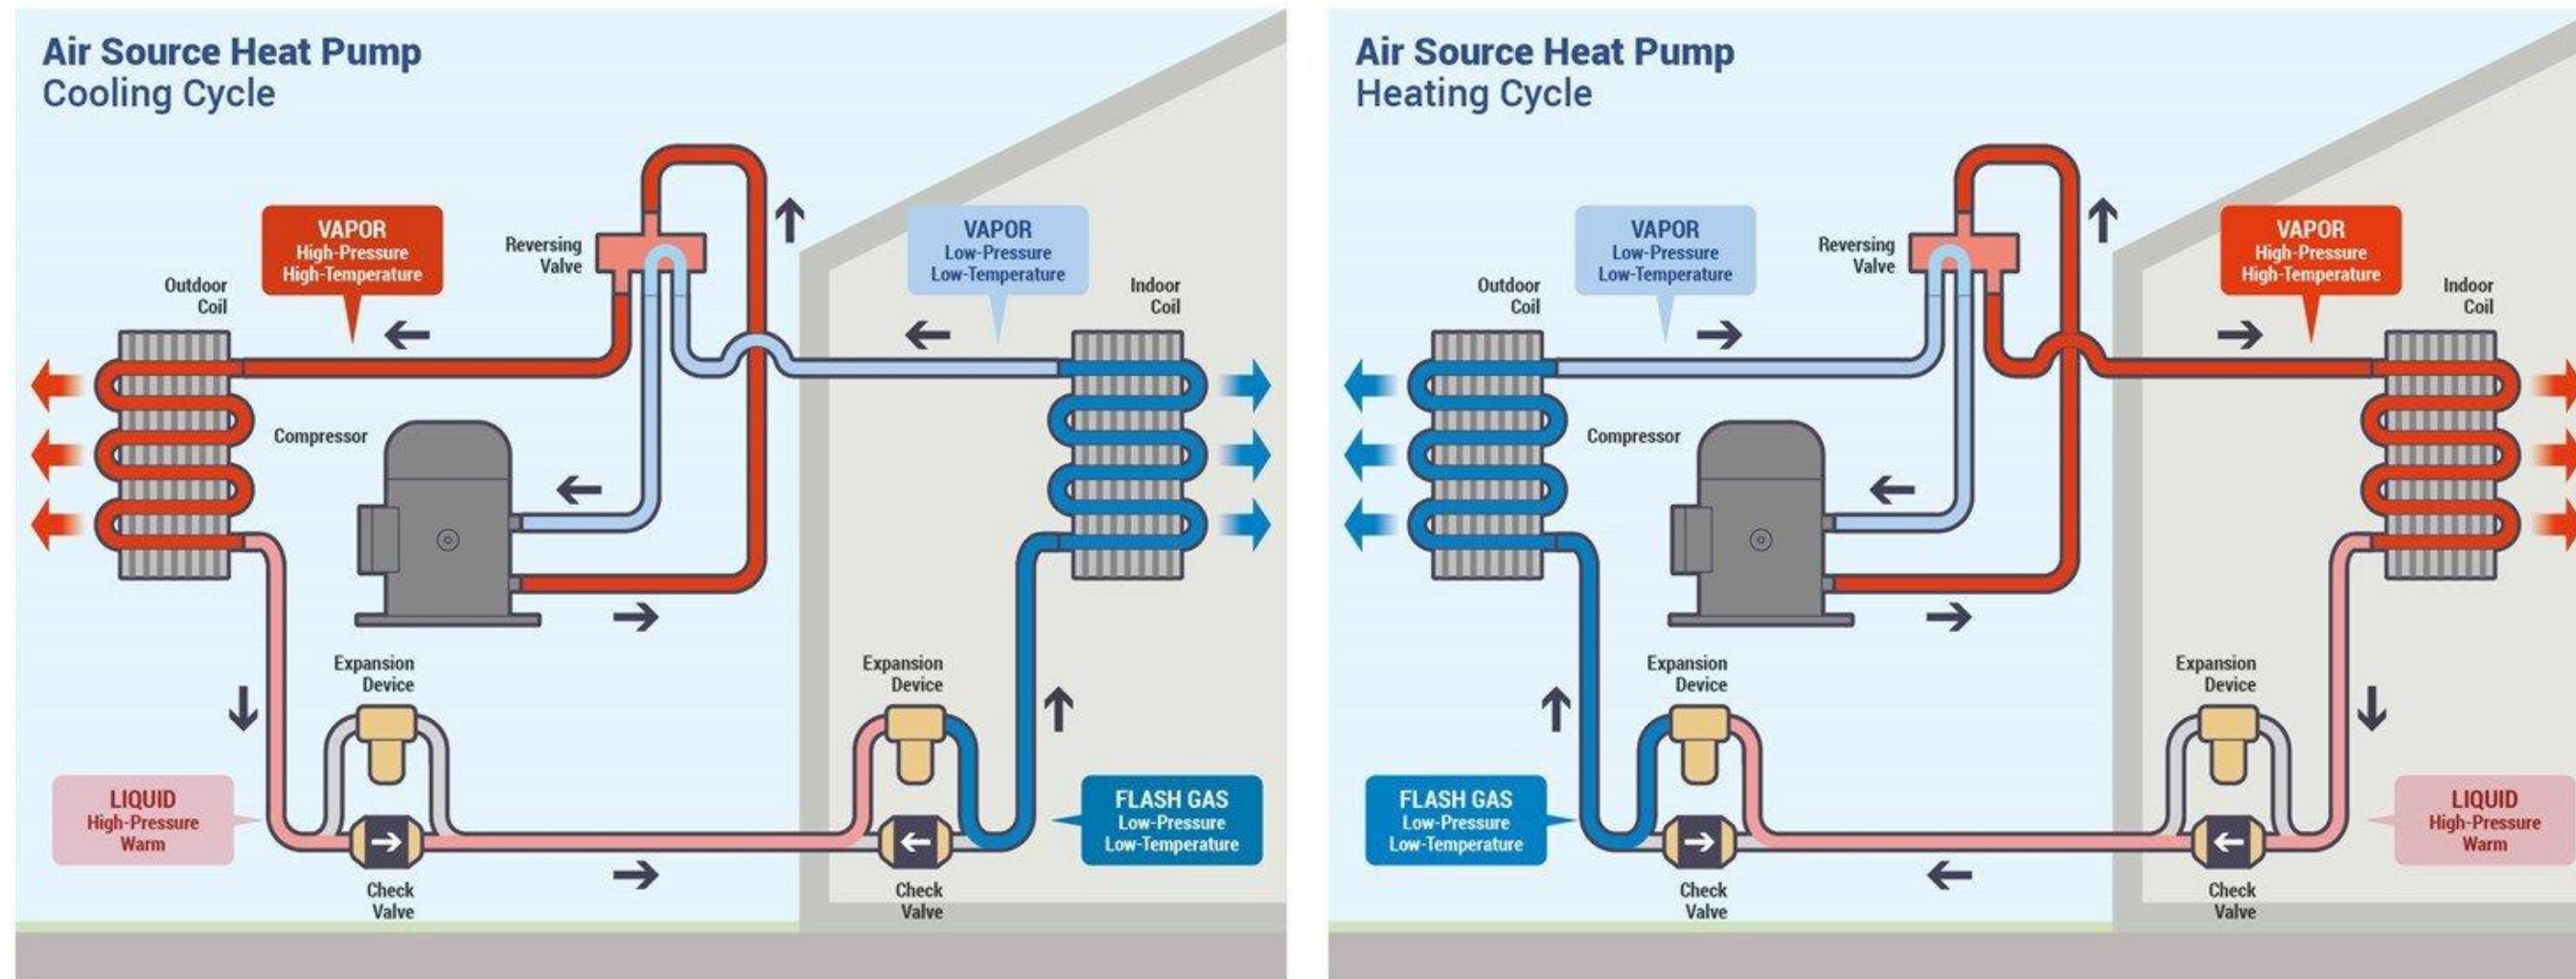 Air Source Heat Pump
Cooling Cycle
VAPOR
High-Pressure
High-Temperature
Reversing
Valve
VAPOR
Low-Pressure
Low-Temperature
Outdoor
Coil
Indoor
Coil
Compressor
Expansion
Device
Expansion
Device
LIQUID
High-Pressure
Warm
FLASH GAS
Low-Pressure
Low-Temperature
Check
Valve
Check
Valve
Air Source Heat Pump
Heating Cycle
VAPOR
Low-Pressure
Low-Temperature
Reversing
Valve
VAPOR
High-Pressure
High-Temperature
Outdoor
Coil
Indoor
Coil
Compressor
Expansion
Device
Expansion
Device
FLASH GAS
Low-Pressure
Low-Temperature
LIQUID
High-Pressure
Warm
Check
Valve
Check
Valve